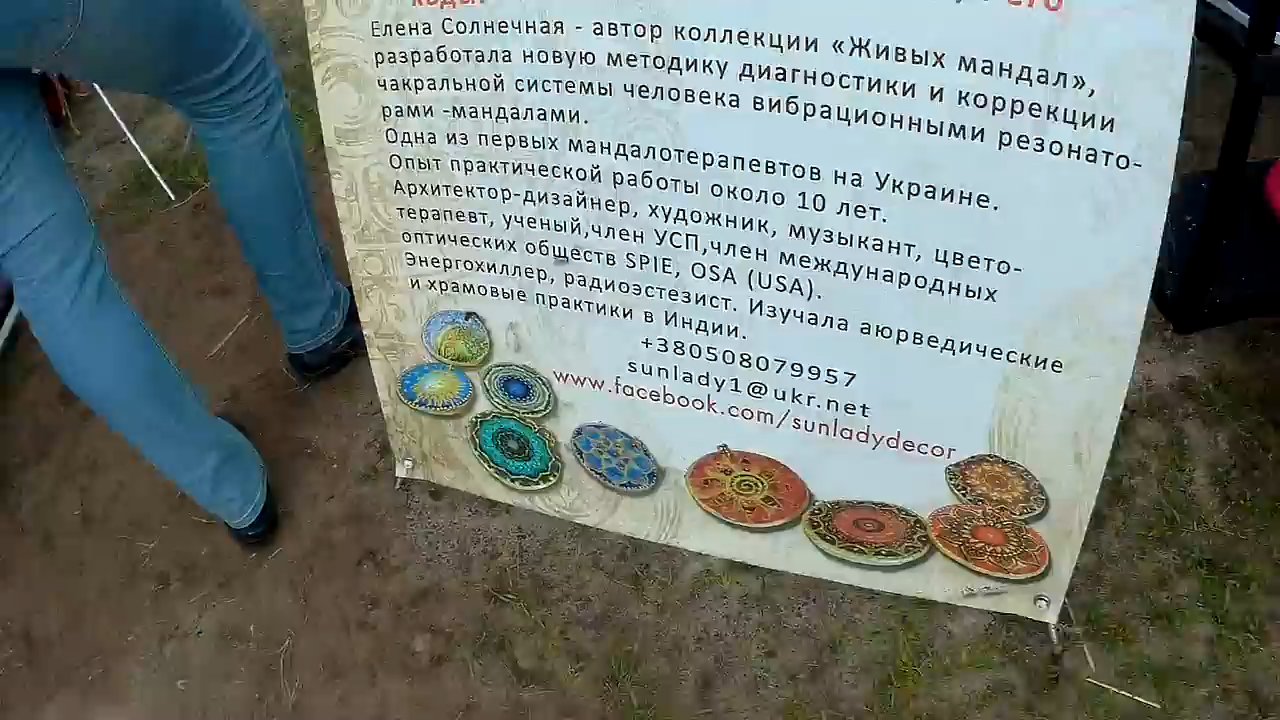 коды.
его
Елена Солнечная - автор коллекции «Живых мандал»,
разработала новую методику диагностики и коррекции
чакральной системы человека вибрационными резонато-
рами -мандалами.
Одна из первых мандалотерапевтов на Украине.
Опыт практической работы около 10 лет.
Архитектор-дизайнер, художник, музыкант, цвето-
терапевт, ученый,член УСП,член международных
оптических обществ SPIE, OSA (USA).
Энергохиллер, радиоэстезист. Изучала аюрведические
и храмовые практики в Индии.
+380508079957
sunlady1@ukr.net
www.facebook.com/sunladydecor